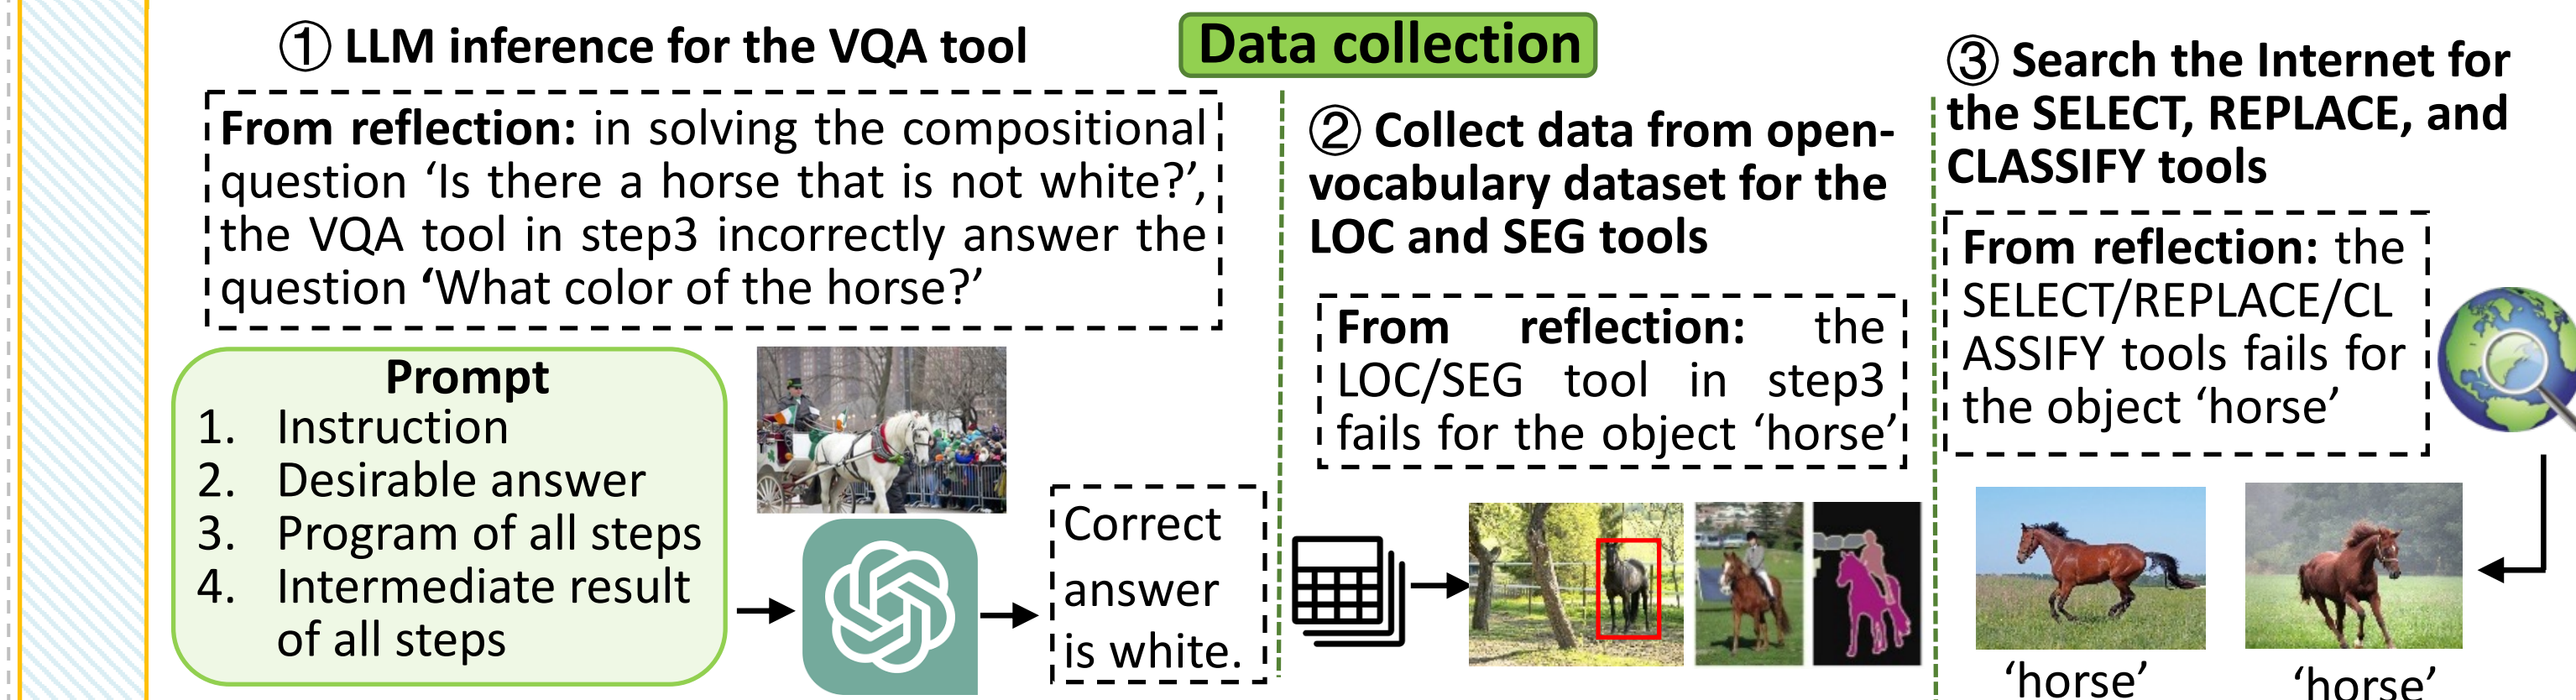 ① LLM inference for the VQA tool
From reflection: in solving the compositional
question ‘Is there a horse that is not white?’,
the VQA tool in step3 incorrectly answer the
question ‘What color of the horse?’
Prompt
1. Instruction
2. Desirable answer
3. Program of all steps
4. Intermediate result
of all steps
Correct
answer
is white.
Data collection
② Collect data from open-
vocabulary dataset for the
LOC and SEG tools
From reflection: the
LOC/SEG tool in step3
fails for the object ‘horse’
③ Search the Internet for
the SELECT, REPLACE, and
CLASSIFY tools
From reflection: the
SELECT/REPLACE/CL
ASSIFY tools fails for
the object ‘horse’
‘horse’
‘horse’